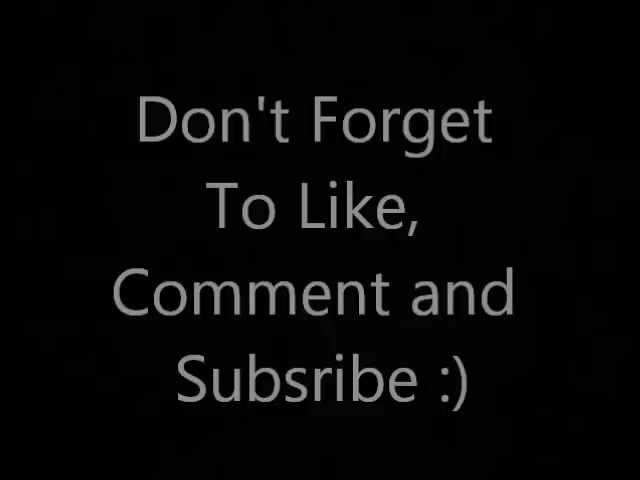 Don't Forget
To Like,
Comment and
Subsribe :)